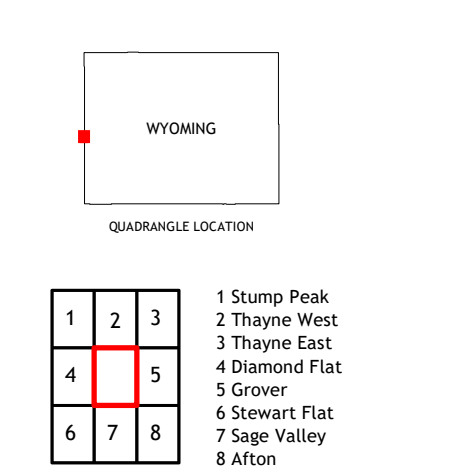 WYOMING
QUADRANGLE LOCATION
1 2 3
4 5
6 7 8
1 Stump Peak
2 Thayne West
3 Thayne East
4 Diamond Flat
5 Grover
6 Stewart Flat
7 Sage Valley
8 Afton